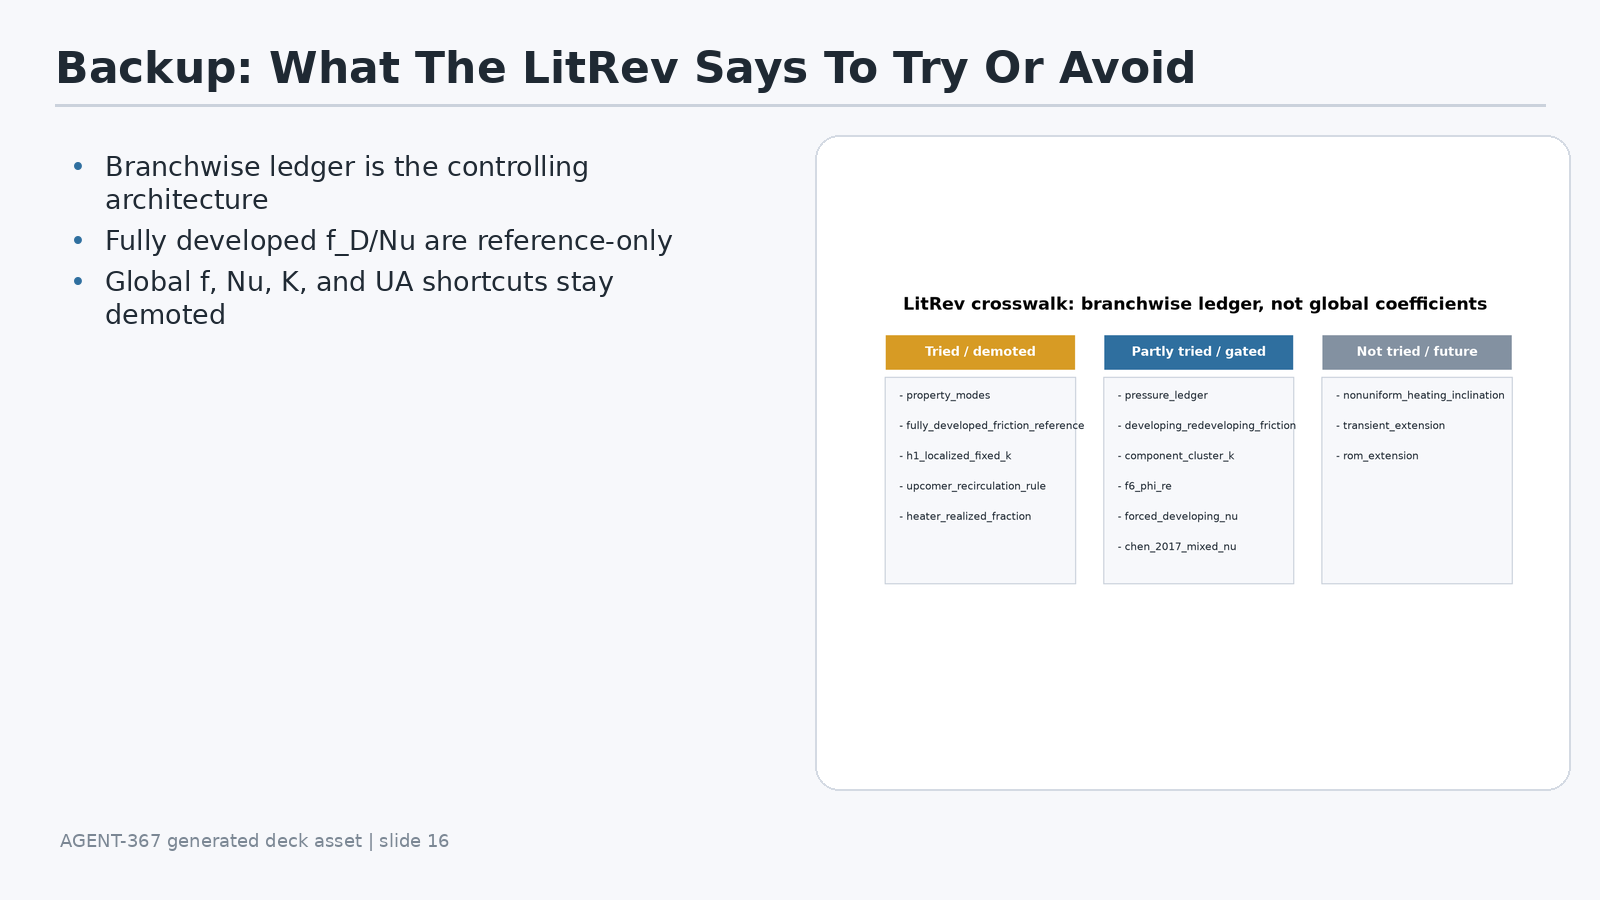 Backup: What The LitRev Says To Try Or Avoid
• Branchwise ledger is the controlling
architecture
• Fully developed f_D/Nu are reference-only
• Global f, Nu, K, and UA shortcuts stay
demoted
LitRev crosswalk: branchwise ledger, not global coefficients
Tried / demoted
- property_modes
- fully_developed_friction_reference
- h1_localized_fixed_k
- upcomer_recirculation_rule
- heater_realized_fraction
Partly tried / gated
- pressure_ledger
- developing_redeveloping_friction
- component_cluster_k
- f6_phi_re
- forced_developing_nu
- chen_2017_mixed_nu
Not tried / future
- nonuniform_heating_inclination
- transient_extension
- rom_extension
AGENT-367 generated deck asset | slide 16